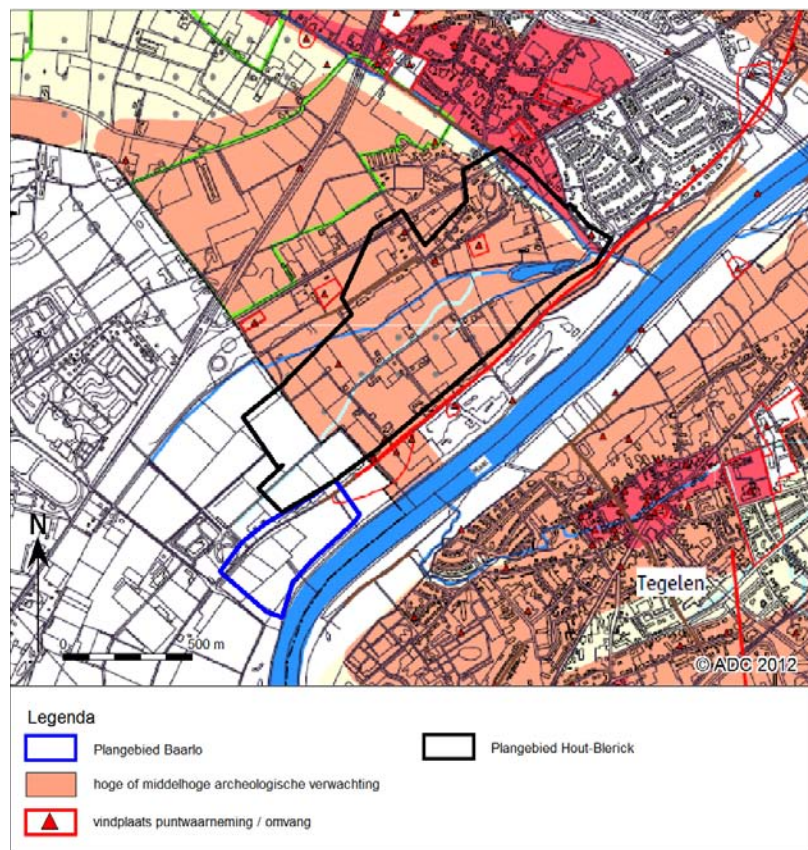 Tegelen
N
0 500 m
© ADC 2012
Legenda
Plangebied Baarlo
Plangebied Hout-Blerick
hoge of middelhoge archeologische verwachting
vindplaats puntwaarneming / omvang